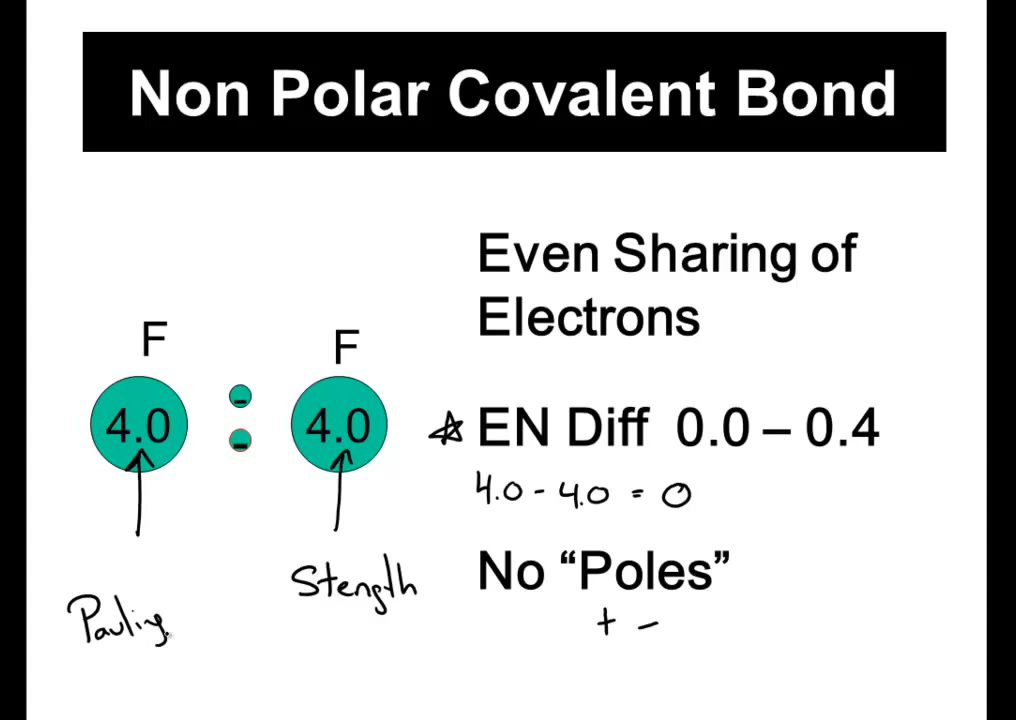 Non Polar Covalent Bond
Even Sharing of
Electrons
F
F
4.0
-
-
4.0
EN Diff 0.0 – 0.4
4.0 - 4.0 = 0
No “Poles”
+ -
Stength
Pauling